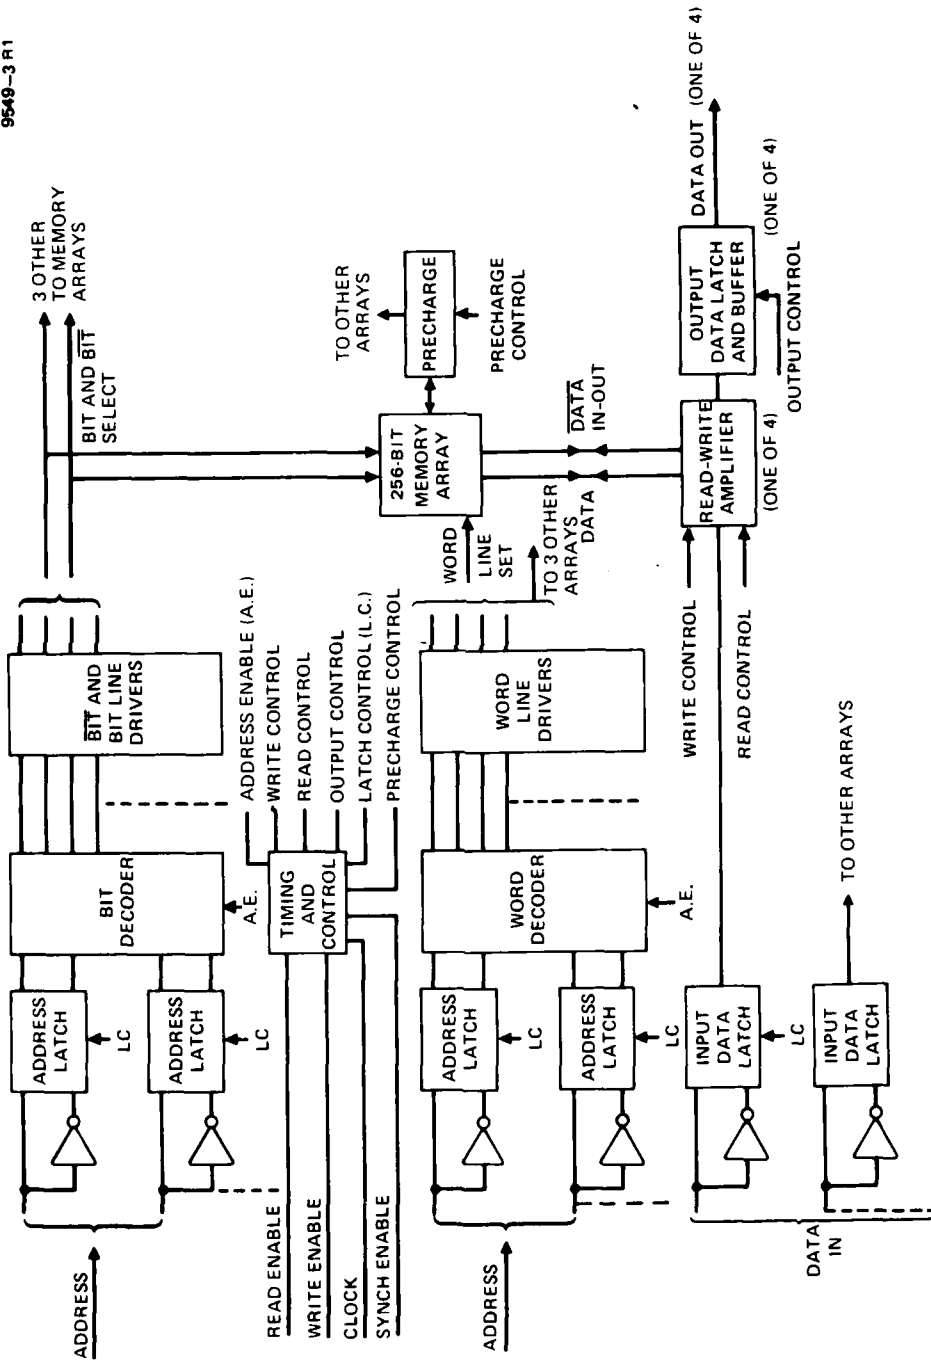 9549-3 R1
3 OTHER
TO MEMORY
ARRAYS
BIT AND BIT
SELECT
BIT AND
BIT LINE
DRIVERS
BIT
DECODER
A.E.
ADDRESS
LATCH
LC
ADDRESS
LATCH
LC
ADDRESS
READ ENABLE
WRITE ENABLE
CLOCK
SYNCH ENABLE
TIMING
AND
CONTROL
ADDRESS ENABLE (A.E.)
WRITE CONTROL
READ CONTROL
OUTPUT CONTROL
LATCH CONTROL (L.C.)
PRECHARGE CONTROL
TO OTHER
ARRAYS
PRECHARGE
PRECHARGE
CONTROL
256-BIT
MEMORY
ARRAY
WORD
LINE
SET
TO 3 OTHER
ARRAYS
DATA
DATA
IN-OUT
WORD
LINE
DRIVERS
WORD
DECODER
A.E.
ADDRESS
LATCH
LC
ADDRESS
LATCH
LC
ADDRESS
DATA OUT (ONE OF 4)
OUTPUT
DATA LATCH
AND BUFFER
(ONE OF 4)
OUTPUT CONTROL
READ-WRITE
AMPLIFIER
(ONE OF 4)
WRITE CONTROL
READ CONTROL
INPUT
DATA
LATCH
LC
INPUT
DATA
LATCH
TO OTHER ARRAYS
DATA
IN